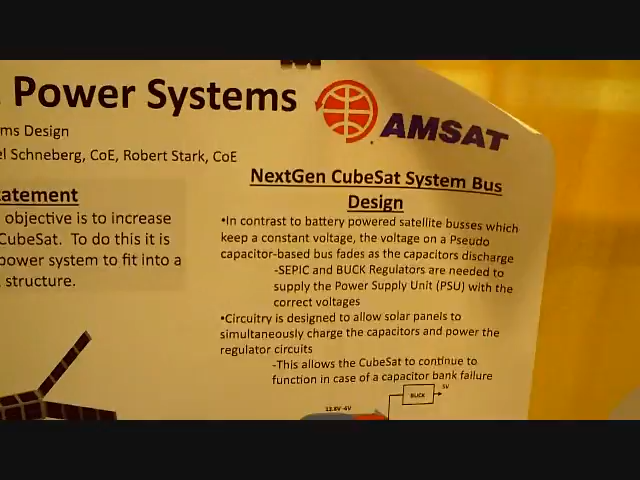 Power Systems
AMSAT
ms Design
el Schneberg, CoE, Robert Stark, CoE
tatement
objective is to increase
CubeSat. To do this it is
power system to fit into a
structure.
NextGen CubeSat System Bus
Design
•In contrast to battery powered satellite busses which
keep a constant voltage, the voltage on a Pseudo
capacitor-based bus fades as the capacitors discharge
-SEPIC and BUCK Regulators are needed to
supply the Power Supply Unit (PSU) with the
correct voltages
•Circuitry is designed to allow solar panels to
simultaneously charge the capacitors and power the
regulator circuits
-This allows the CubeSat to continue to
function in case of a capacitor bank failure
BUCK
5V